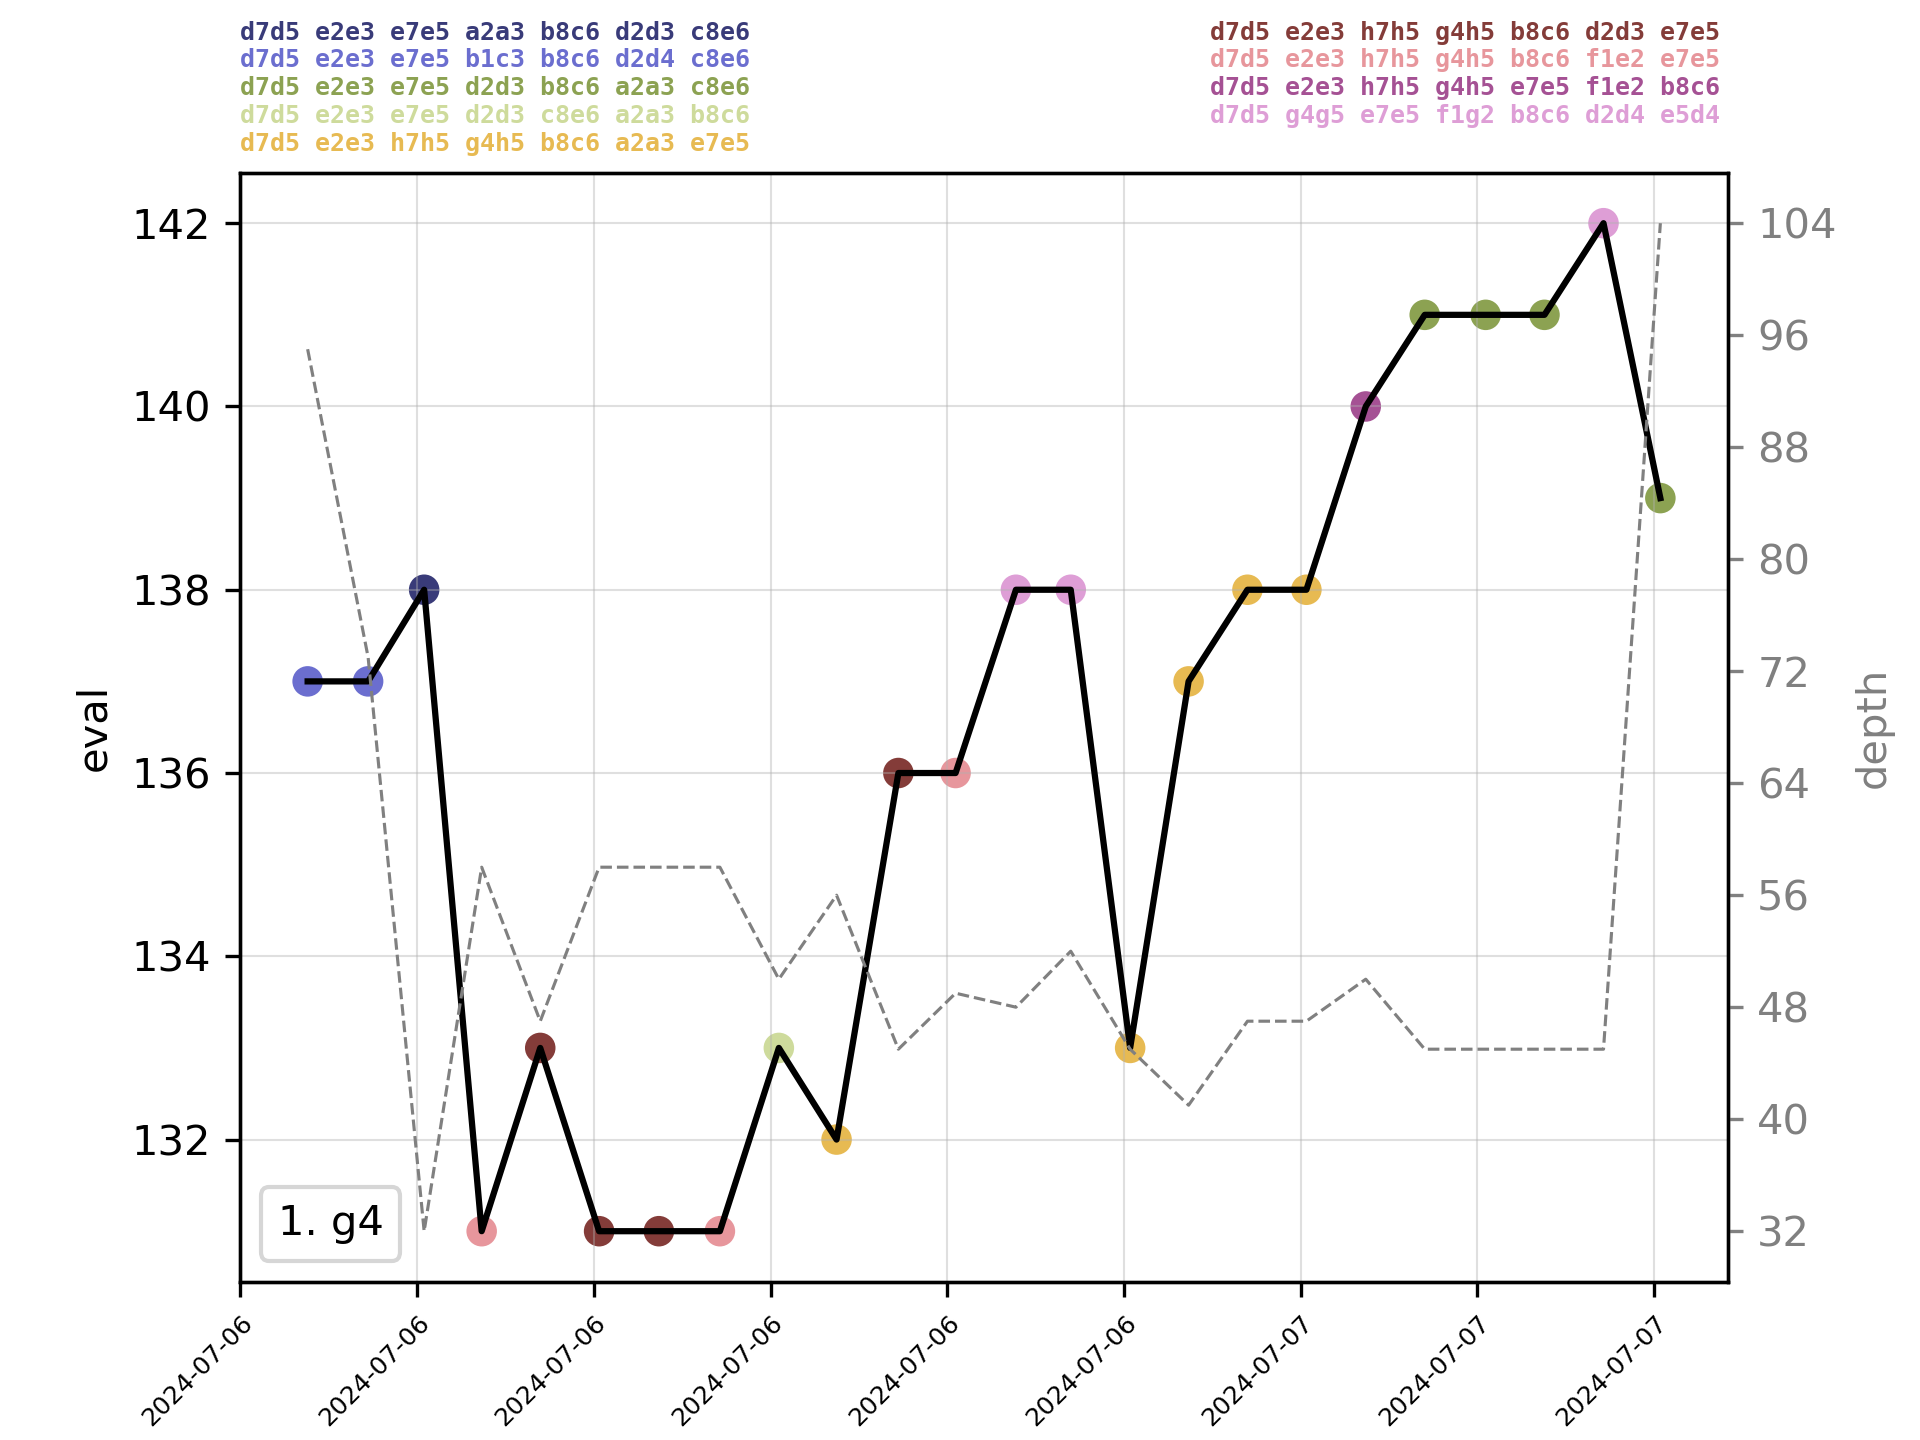 d7d5 e2e3 e7e5 a2a3 b8c6 d2d3 c8e6
d7d5 e2e3 e7e5 b1c3 b8c6 d2d4 c8e6
d7d5 e2e3 e7e5 d2d3 b8c6 a2a3 c8e6
d7d5 e2e3 e7e5 d2d3 c8e6 a2a3 b8c6
d7d5 e2e3 h7h5 g4h5 b8c6 a2a3 e7e5
d7d5 e2e3 h7h5 g4h5 b8c6 d2d3 e7e5
d7d5 e2e3 h7h5 g4h5 b8c6 f1e2 e7e5
d7d5 e2e3 h7h5 g4h5 e7e5 f1e2 b8c6
d7d5 g4g5 e7e5 f1g2 b8c6 d2d4 e5d4
142
140
138
136
134
132
eval
104
96
88
80
72
64
56
48
40
32
depth
1. g4
2024-07-06
2024-07-06
2024-07-06
2024-07-06
2024-07-06
2024-07-06
2024-07-07
2024-07-07
2024-07-07